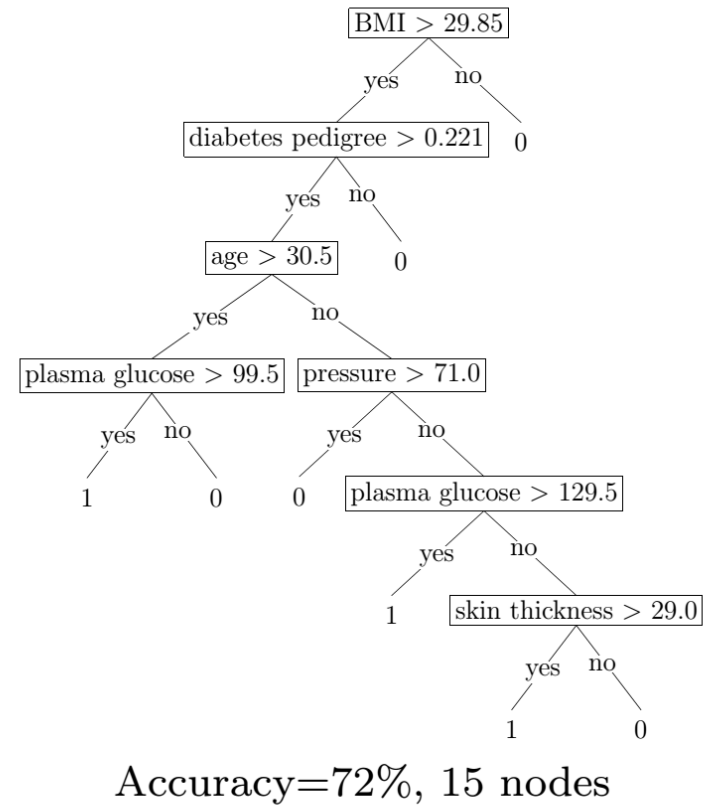 BMI > 29.85
yes no
diabetes pedigree > 0.221 0
yes no
age > 30.5 0
yes no
plasma glucose > 99.5 pressure > 71.0
yes no yes no
1 0 0 plasma glucose > 129.5
yes no
1 skin thickness > 29.0
yes no
1 0
Accuracy=72%, 15 nodes